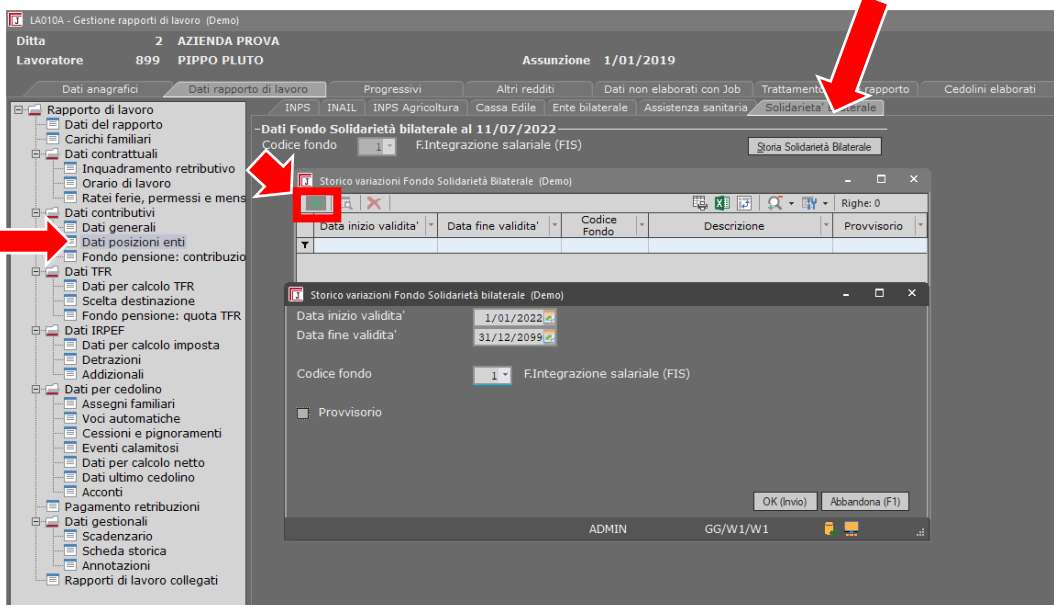 LA010A - Gestione rapporti di lavoro (Demo)
Ditta 2 AZIENDA PROVA
Lavoratore 899 PIPPO PLUTO Assunzione 1/01/2019
Dati anagrafici Dati rapporto di lavoro Progressivi Altri redditi Dati non elaborati con Job Trattamento rapporto Cedolini elaborati
INPS INAIL INPS Agricoltura Cassa Edile Ente bilaterale Assistenza sanitaria Solidarieta'
Rapporto di lavoro
Dati del rapporto
Carichi familiari
Dati contrattuali
Inquadramento retributivo
Orario di lavoro
Ratei ferie, permessi e mens
Dati contributivi
Dati generali
Dati posizioni enti
Fondo pensione: contribuzio
Dati TFR
Dati per calcolo TFR
Scelta destinazione
Fondo pensione: quota TFR
Dati IRPEF
Dati per calcolo imposta
Detrazioni
Addizionali
Dati per cedolino
Assegni familiari
Voci automatiche
Cessioni e pignoramenti
Eventi calamitosi
Dati per calcolo netto
Dati ultimo cedolino
Acconti
Pagamento retribuzioni
Dati gestionali
Scadenzario
Scheda storica
Annotazioni
Rapporti di lavoro collegati
Dati Fondo Solidarietà bilaterale al 11/07/2022
Codice fondo 1 F.Integrazione salariale (FIS) Storia Solidarietà Bilaterale
Storico variazioni Fondo Solidarietà Bilaterale (Demo)
Righe: 0
Data inizio validita' Data fine validita' Codice Fondo Descrizione Provvisorio
Storico variazioni Fondo Solidarietà bilaterale (Demo)
Data inizio validita' 1/01/2022
Data fine validita' 31/12/2099
Codice fondo 1 F.Integrazione salariale (FIS)
Provvisorio
OK (Invio) Abbandona (F1)
ADMIN GG/W1/W1